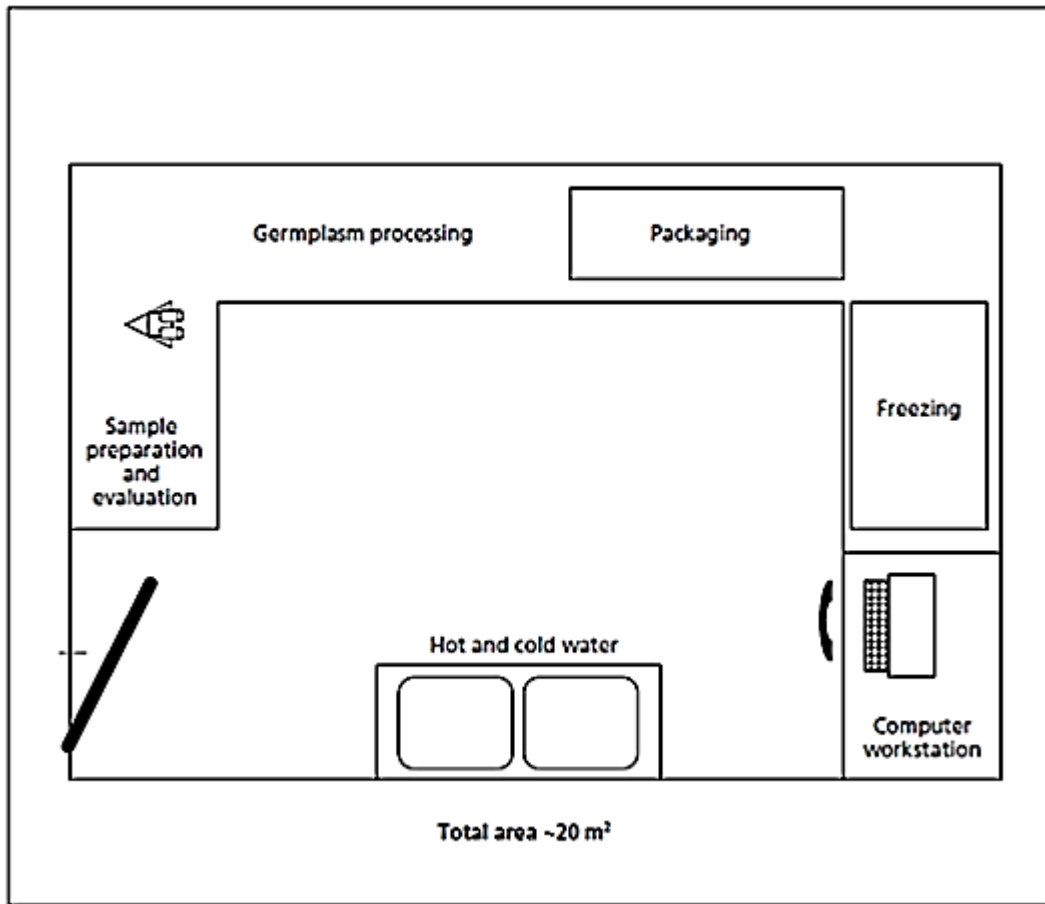 Germplasm processing
Packaging
Freezing
Sample
preparation
and
evaluation
Hot and cold water
Computer
workstation
Total area ~20 m²